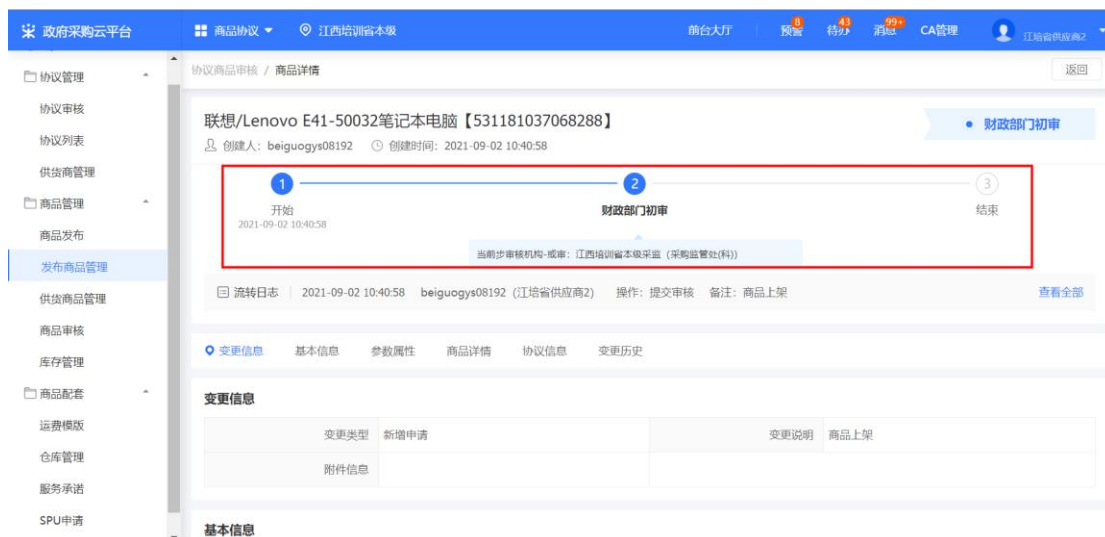 政府采购云平台 商品协议 江西培训省本级 前台大厅 预警 8 待办 43 消息 99+ CA管理 江培省供应商2
协议管理
协议审核
协议列表
供货商管理
商品管理
商品发布
发布商品管理
供货商品管理
商品审核
库存管理
商品配套
运费模版
仓库管理
服务承诺
SPU申请
协议商品审核 / 商品详情 返回
联想/Lenovo E41-50032笔记本电脑【531181037068288】 财政部门初审
创建人：beiguogys08192 创建时间：2021-09-02 10:40:58
1 2 3
开始 财政部门初审 结束
2021-09-02 10:40:58
当前步审核机构-或审：江西培训省本级采监（采购监管处(科)）
流转日志 2021-09-02 10:40:58 beiguogys08192（江培省供应商2） 操作：提交审核 备注：商品上架 查看全部
变更信息 基本信息 参数属性 商品详情 协议信息 变更历史
变更信息
变更类型 新增申请 变更说明 商品上架
附件信息
基本信息